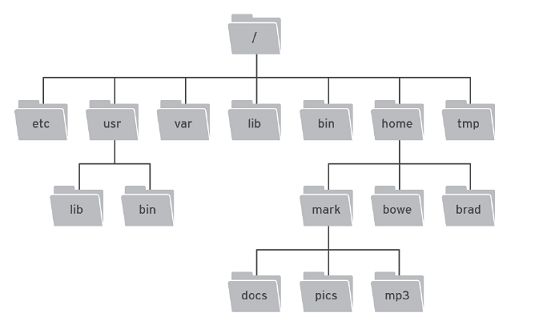 /
etc usr var lib bin home tmp
lib bin mark bowe brad
docs pics mp3